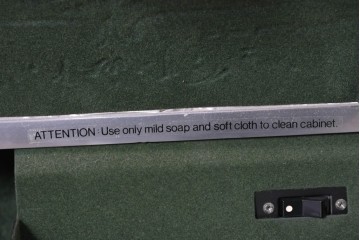 ATTENTION: Use only mild soap and soft cloth to clean cabinet.